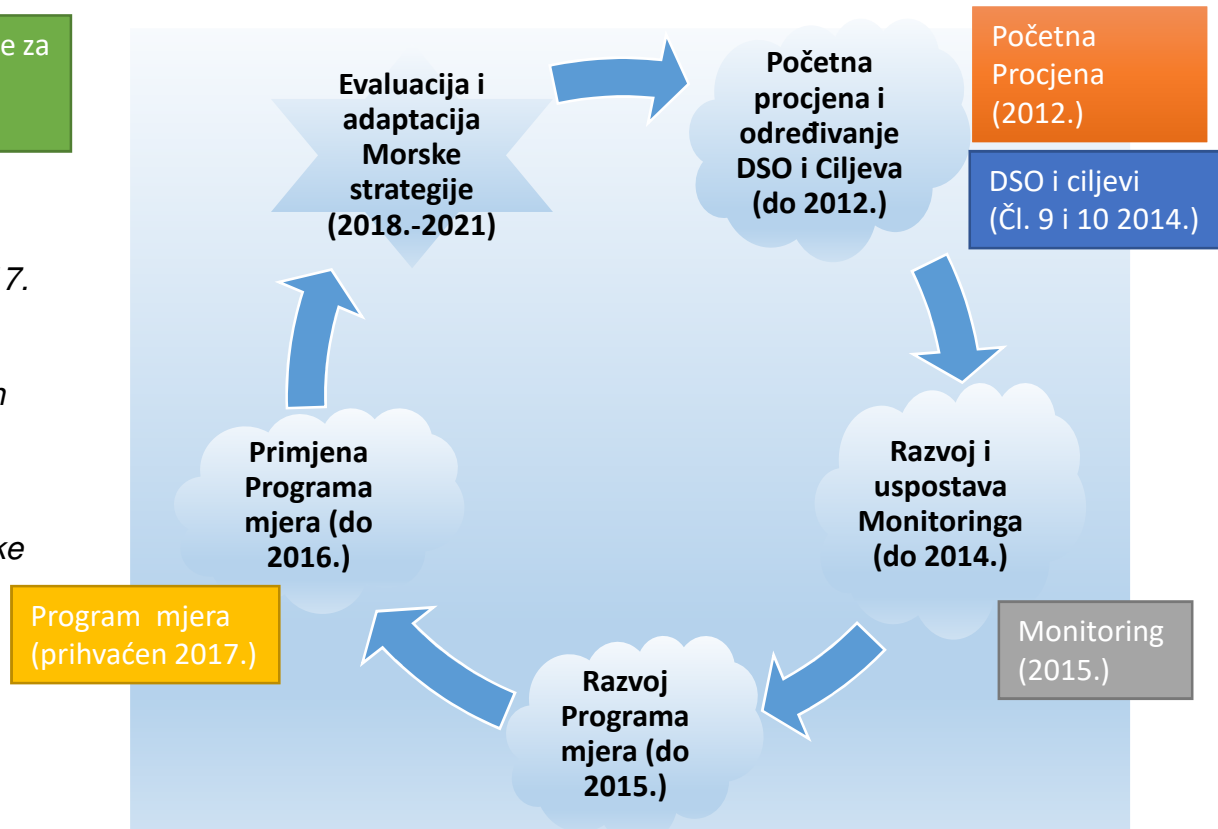 e za
7.
ke
Evaluacija i
adaptacija
Morske
strategije
(2018.-2021)
Početna
procjena i
određivanje
DSO i Ciljeva
(do 2012.)
Početna
Procjena
(2012.)
DSO i ciljevi
(Čl. 9 i 10 2014.)
Razvoj i
uspostava
Monitoringa
(do 2014.)
Monitoring
(2015.)
Razvoj
Programa
mjera (do
2015.)
Primjena
Programa
mjera (do
2016.)
Program mjera
(prihvaćen 2017.)